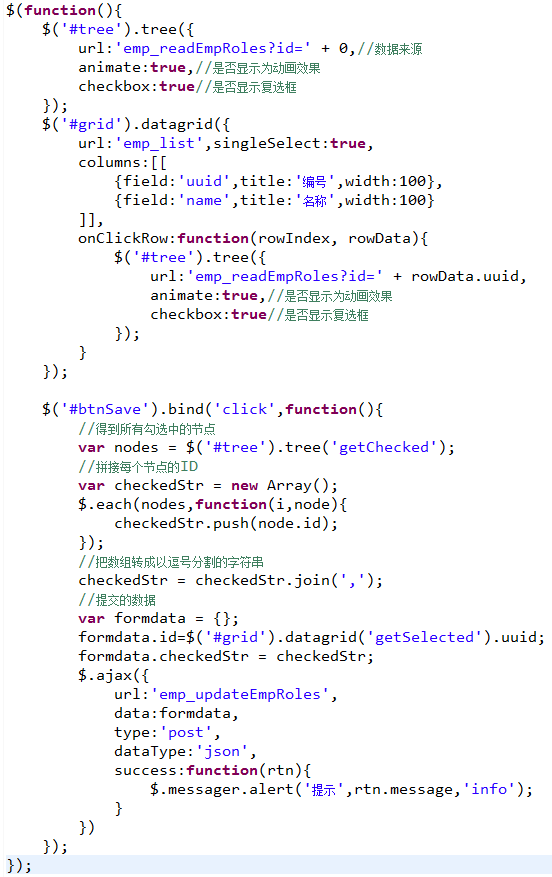 $(function(){
    $('#tree').tree({
        url:'emp_readEmpRoles?id=' + 0,//数据来源
        animate:true,//是否显示为动画效果
        checkbox:true//是否显示复选框
    });
    $('#grid').datagrid({
        url:'emp_list',singleSelect:true,
        columns:[[
            {field:'uuid',title:'编号',width:100},
            {field:'name',title:'名称',width:100}
        ]],
        onClickRow:function(rowIndex, rowData){
            $('#tree').tree({
                url:'emp_readEmpRoles?id=' + rowData.uuid,
                animate:true,//是否显示为动画效果
                checkbox:true//是否显示复选框
            });
        }
    });

    $('#btnSave').bind('click',function(){
        //得到所有勾选中的节点
        var nodes = $('#tree').tree('getChecked');
        //拼接每个节点的ID
        var checkedStr = new Array();
        $.each(nodes,function(i,node){
            checkedStr.push(node.id);
        });
        //把数组转成以逗号分割的字符串
        checkedStr = checkedStr.join(',');
        //提交的数据
        var formdata = {};
        formdata.id=$('#grid').datagrid('getSelected').uuid;
        formdata.checkedStr = checkedStr;
        $.ajax({
            url:'emp_updateEmpRoles',
            data:formdata,
            type:'post',
            dataType:'json',
            success:function(rtn){
                $.messager.alert('提示',rtn.message,'info');
            }
        })
    });
});